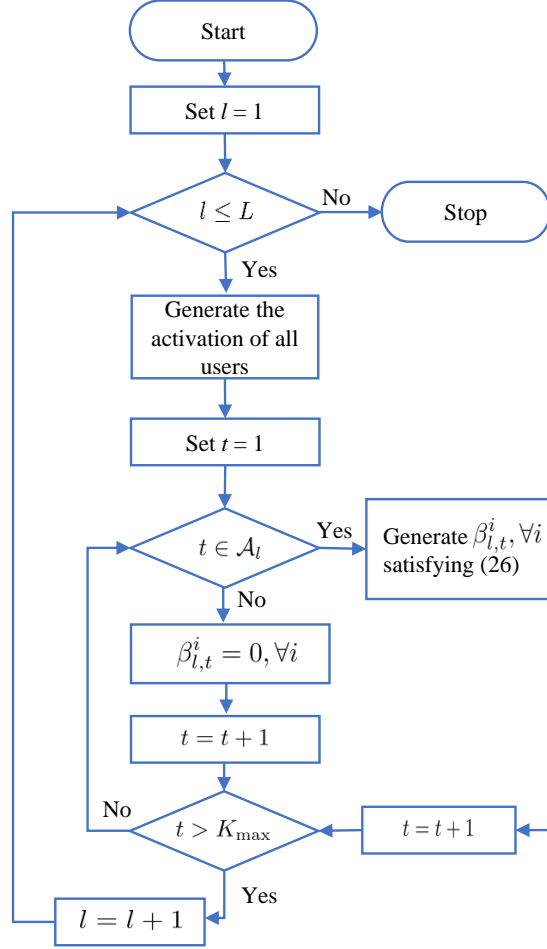 Start
Set l = 1
l ≤ L
No
Stop
Yes
Generate the
activation of all
users
Set t = 1
t ∈ 𝒜_l
Yes
Generate β^i_{l,t}, ∀i
satisfying (26)
No
β^i_{l,t} = 0, ∀i
t = t + 1
No
t > K_max
t = t + 1
Yes
l = l + 1